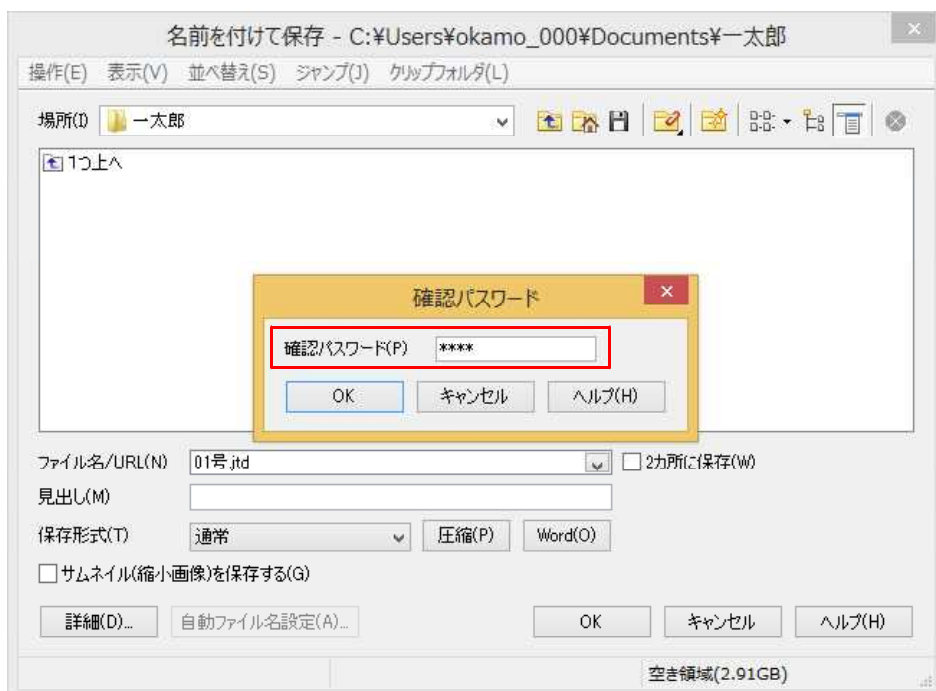 名前を付けて保存 - C:¥Users¥okamo_000¥Documents¥一太郎
操作(E) 表示(V) 並べ替え(S) ジャンプ(J) クリップフォルダ(L)
場所(I) 一太郎
1つ上へ
確認パスワード
確認パスワード(P) ****
OK キャンセル ヘルプ(H)
ファイル名/URL(N) 01号.jtd 2カ所に保存(W)
見出し(M)
保存形式(T) 通常 圧縮(P) Word(O)
サムネイル(縮小画像)を保存する(G)
詳細(D)... 自動ファイル名設定(A)... OK キャンセル ヘルプ(H)
空き領域(2.91GB)